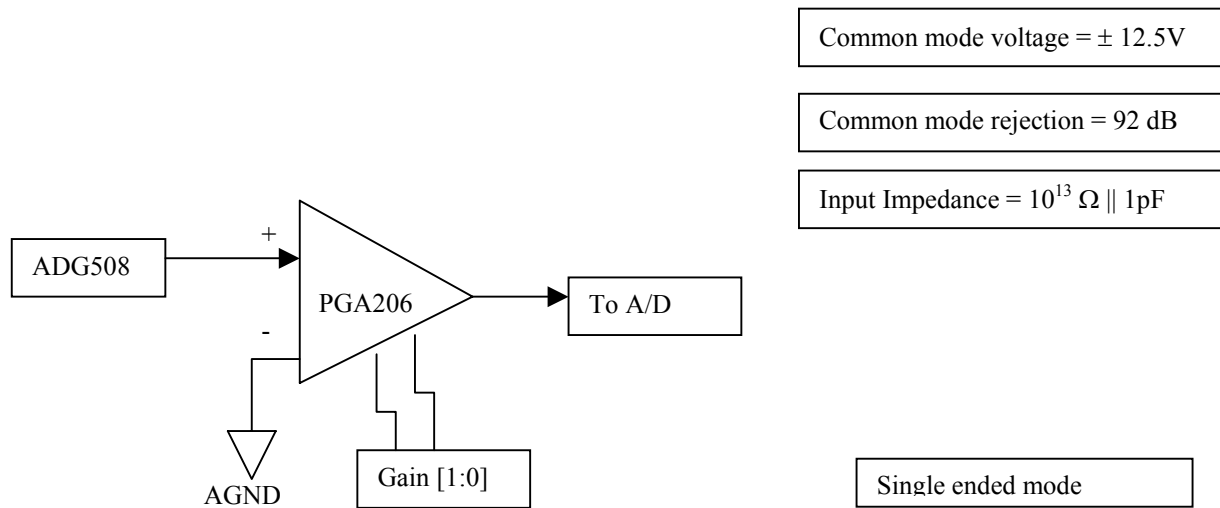 Common mode voltage = ± 12.5V
Common mode rejection = 92 dB
Input Impedance = 10¹³ Ω || 1pF
+
ADG508
PGA206
To A/D
-
Gain [1:0]
AGND
Single ended mode